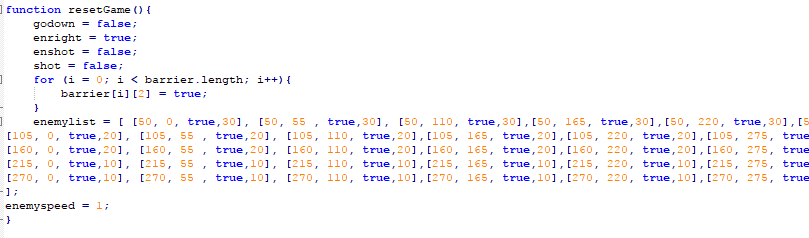 function resetGame(){
godown = false;
enright = true;
enshot = false;
shot = false;
for (i = 0; i < barrier.length; i++){
barrier[i][2] = true;
}
enemylist = [ [50, 0, true,30], [50, 55 , true,30], [50, 110, true,30],[50, 165, true,30],[50, 220, true,30],[5
[105, 0, true,20], [105, 55 , true,20], [105, 110, true,20],[105, 165, true,20],[105, 220, true,20],[105, 275, true
[160, 0, true,20], [160, 55 , true,20], [160, 110, true,20],[160, 165, true,20],[160, 220, true,20],[160, 275, true
[215, 0, true,10], [215, 55 , true,10], [215, 110, true,10],[215, 165, true,10],[215, 220, true,10],[215, 275, true
[270, 0, true,10], [270, 55 , true,10], [270, 110, true,10],[270, 165, true,10],[270, 220, true,10],[270, 275, true
];
enemyspeed = 1;
}